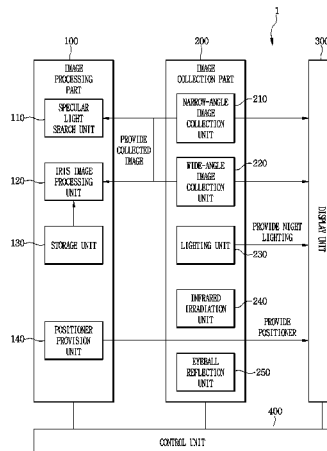 1
100
200
300
IMAGE
PROCESSING
PART
IMAGE
COLLECTION PART
110
SPECULAR
LIGHT
SEARCH UNIT
NARROW-ANGLE
IMAGE
COLLECTION
UNIT
210
PROVIDE
COLLECTED
IMAGE
120
IRIS IMAGE
PROCESSING
UNIT
WIDE-ANGLE
IMAGE
COLLECTION
UNIT
220
PROVIDE NIGHT
LIGHTING
130
STORAGE UNIT
LIGHTING UNIT
230
DISPLAY UNIT
INFRARED
IRRADIATION
UNIT
240
140
POSITIONER
PROVISION
UNIT
PROVIDE
POSITIONER
EYEBALL
REFLECTION
UNIT
250
400
CONTROL UNIT